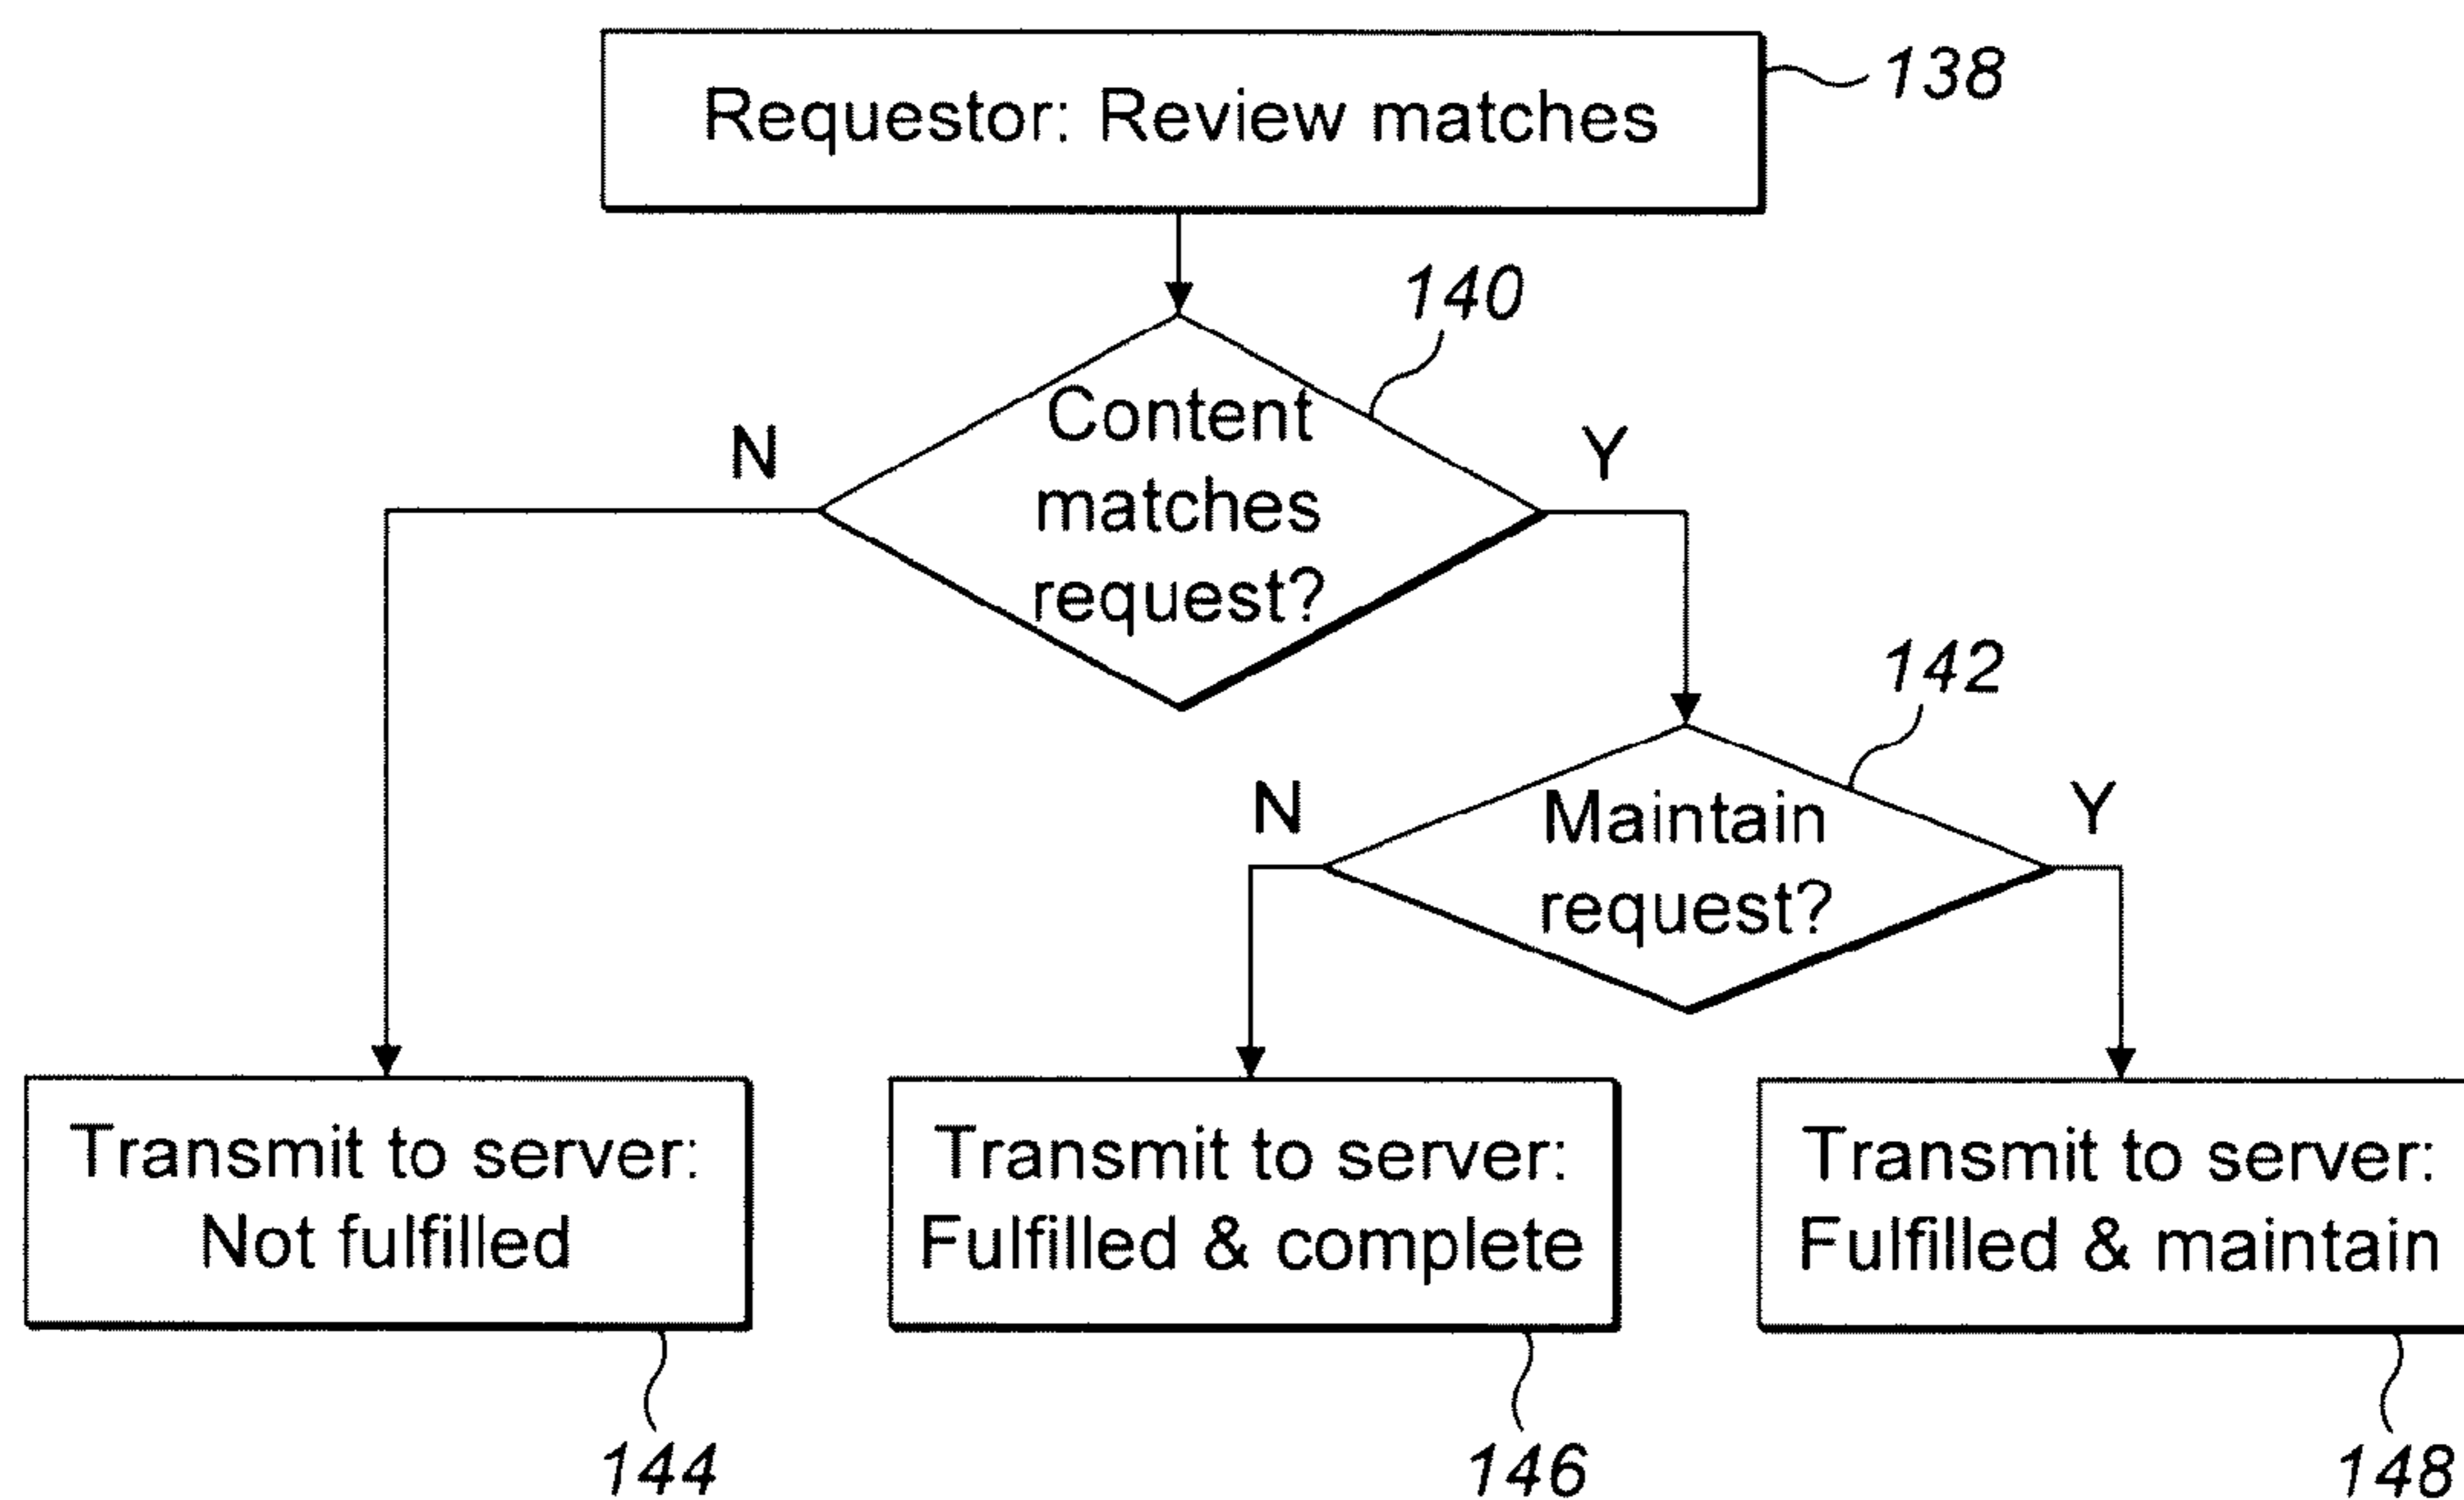 Requestor: Review matches
138
140
Content
matches
request?
N
Y
142
Maintain
request?
N
Y
Transmit to server:
Not fulfilled
Transmit to server:
Fulfilled & complete
Transmit to server:
Fulfilled & maintain
144
146
148